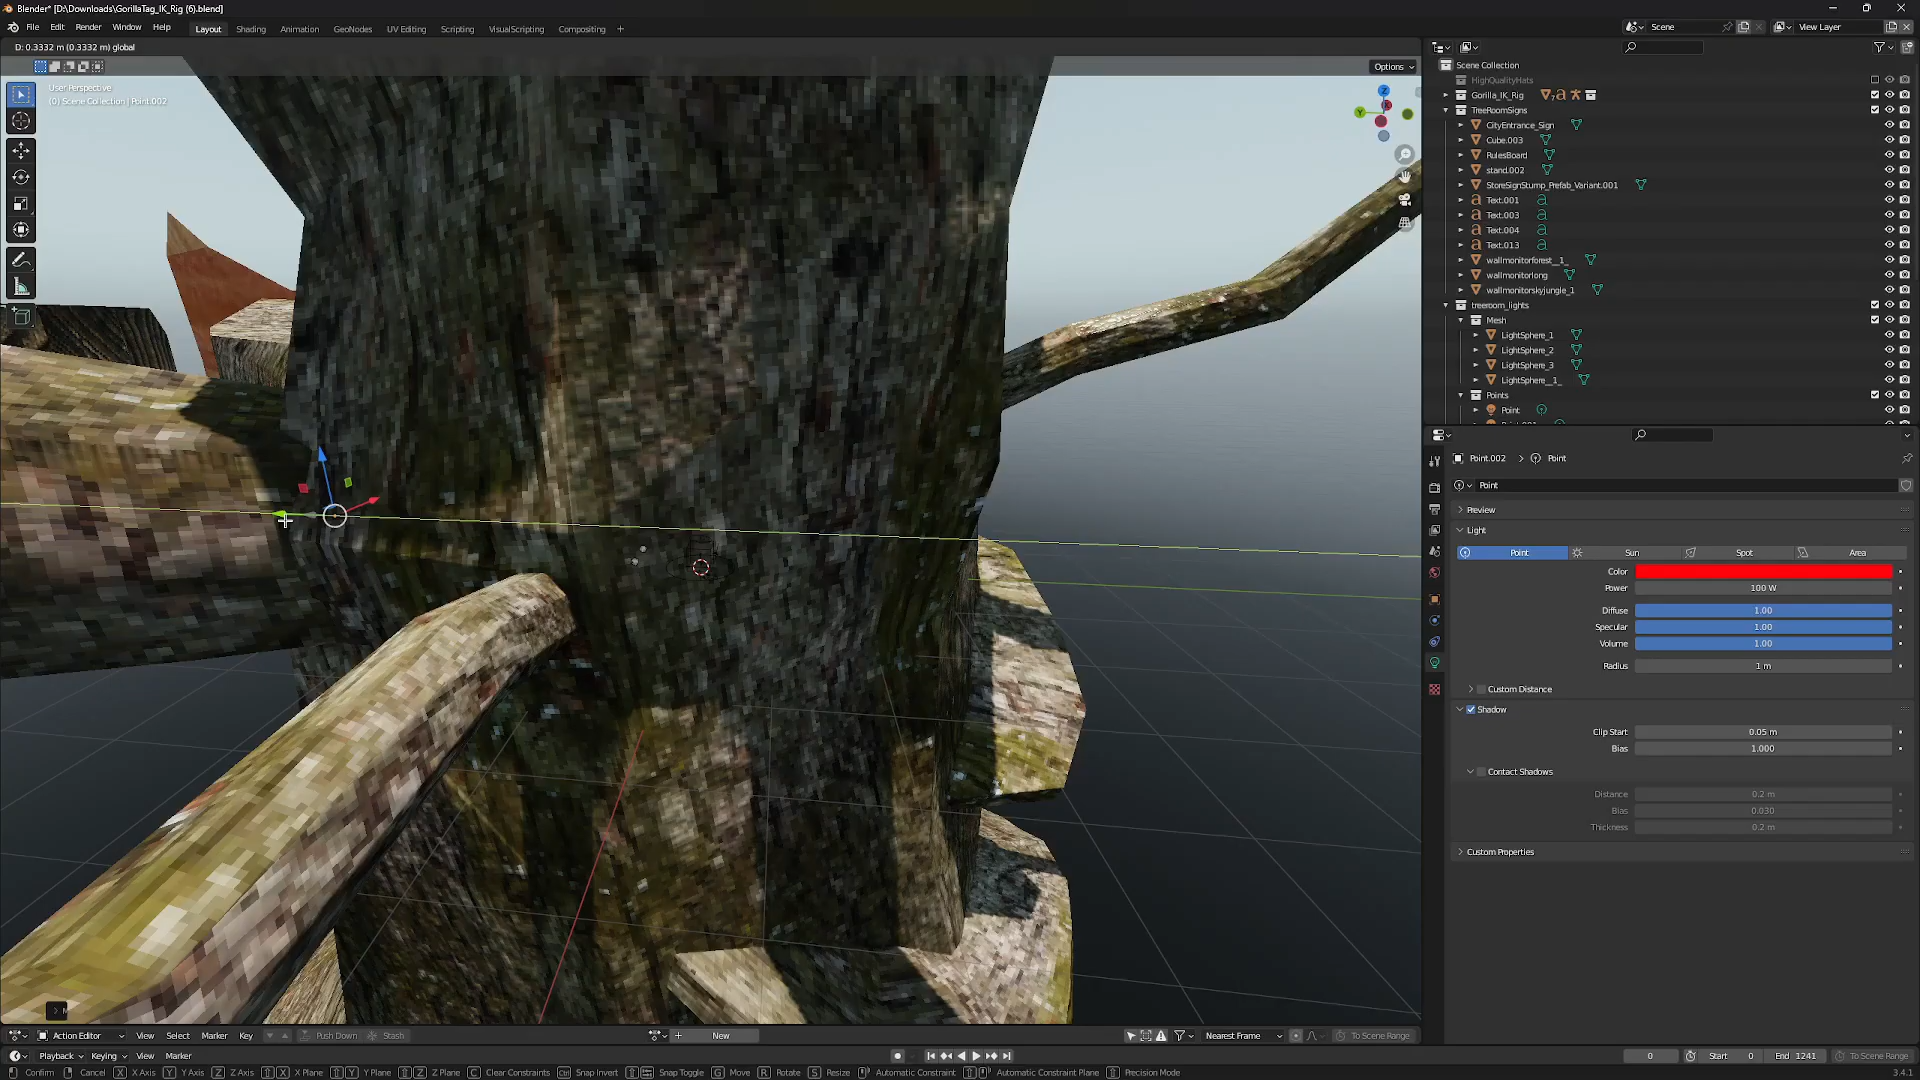 Blender* [D:\Downloads\GorillaTag_IK_Rig (6).blend]
File Edit Render Window Help
Layout Shading Animation GeoNodes UV Editing Scripting VisualScripting Compositing +
Scene
View Layer
D: 0.3332 m (0.3332 m) global
Options
User Perspective
(0) Scene Collection | Point.002
Z
Y
Scene Collection
HighQualityHats
Gorilla_IK_Rig
TreeRoomSigns
CityEntrance_Sign
Cube.003
RulesBoard
stand.002
StoreSignStump_Prefab_Variant.001
Text.001
Text.003
Text.004
Text.013
wallmonitorforest__1_
wallmonitorlong
wallmonitorskyjungle_1
treeroom_lights
Mesh
LightSphere_1
LightSphere_2
LightSphere_3
LightSphere__1_
Points
Point
Point.002 > Point
Point
Preview
Light
Point Sun Spot Area
Color
Power 100 W
Diffuse 1.00
Specular 1.00
Volume 1.00
Radius 1 m
Custom Distance
Shadow
Clip Start 0.05 m
Bias 1.000
Contact Shadows
Distance 0.2 m
Bias 0.030
Thickness 0.2 m
Custom Properties
Action Editor View Select Marker Key Push Down Stash + New Nearest Frame To Scene Range
Playback Keying View Marker 0 Start 0 End 1241 To Scene Range
Confirm Cancel X X Axis Y Y Axis Z Z Axis X X Plane Y Y Plane Z Z Plane C Clear Constraints Ctrl Snap Invert Snap Toggle G Move R Rotate S Resize Automatic Constraint Automatic Constraint Plane Precision Mode 3.4.1